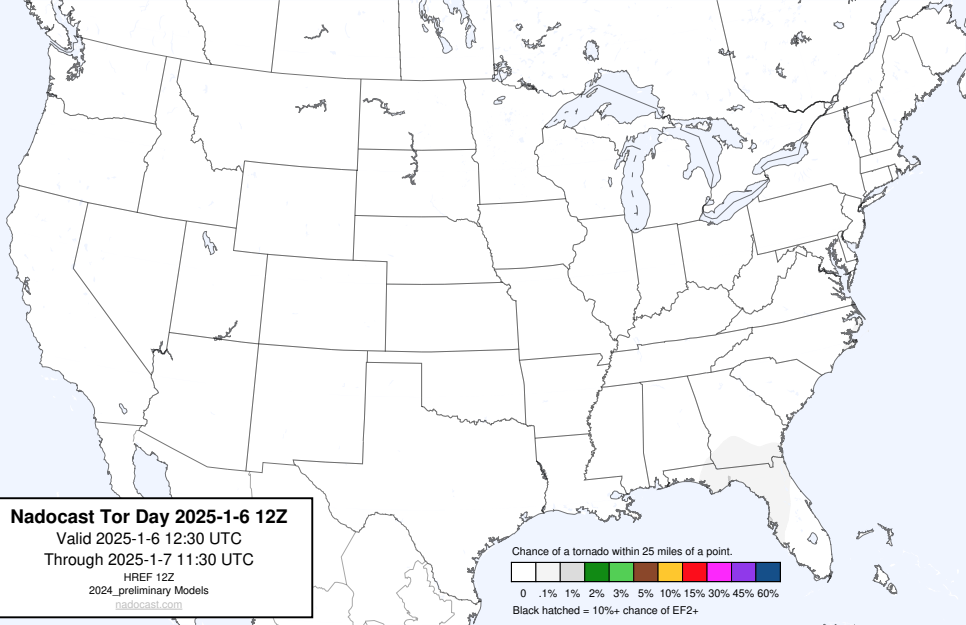 Nadocast Tor Day 2025-1-6 12Z
Valid 2025-1-6 12:30 UTC
Through 2025-1-7 11:30 UTC
HREF 12Z
2024_preliminary Models
nadocast.com
Chance of a tornado within 25 miles of a point.
0 .1% 1% 2% 3% 5% 10% 15% 30% 45% 60%
Black hatched = 10%+ chance of EF2+